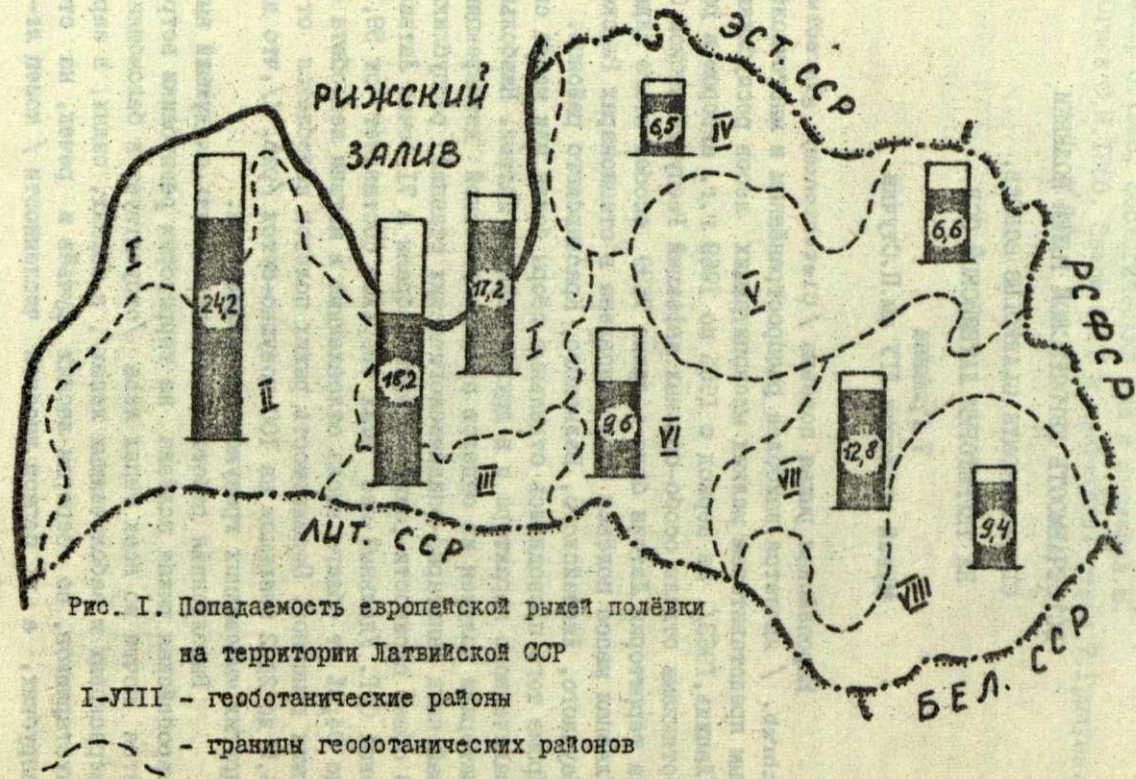 ЭСТ. ССР
РИЖСКИЙ
ЗАЛИВ
6,5
IV
I
24,2
II
18,2
17,2
I
6,6
V
РСФСР
9,6
VI
III
12,8
VII
9,4
VIII
ЛИТ. ССР
БЕЛ. ССР
Рис. I. Попадаемость европейской рыжей полёвки
на территории Латвийской ССР
I-УIII - геоботанические районы
- границы геоботанических районов